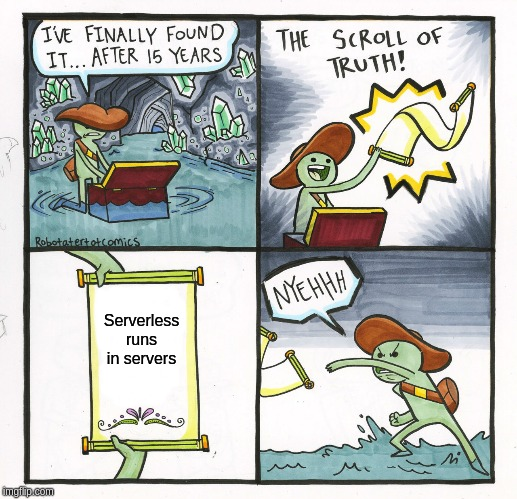 I'VE FINALLY FOUND
IT... AFTER 15 YEARS
THE SCROLL OF
TRUTH!
Robotatertotcomics
Serverless
runs
in servers
NYEHHH
imgflip.com